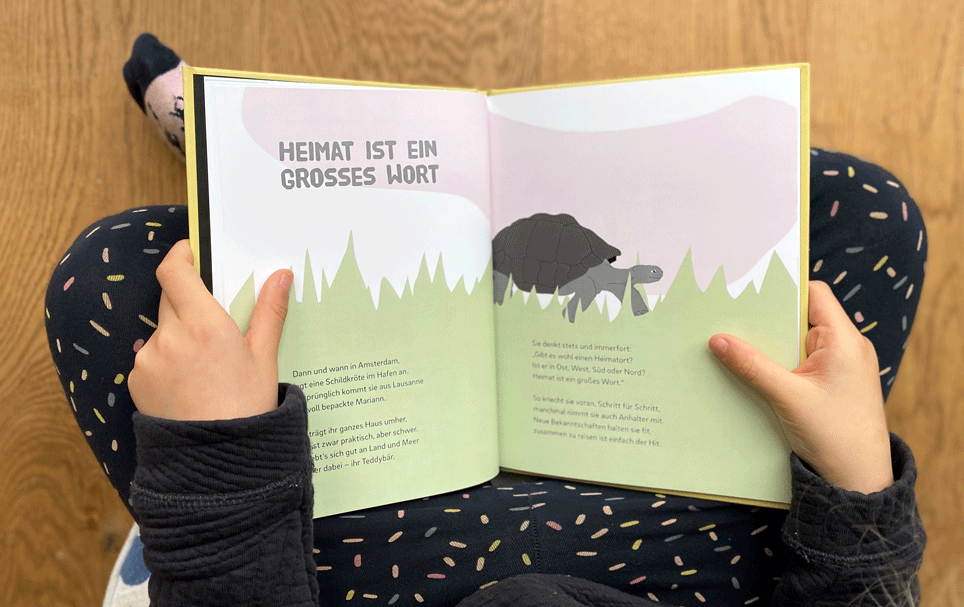 HEIMAT IST EIN
GROSSES WORT
Dann und wann in Amsterdam,
eine Schildkröte im Hafen an.
kommt sie aus Lausanne
voll bepackte Mariann.
trägt ihr ganzes Haus umher,
zwar praktisch, aber schwer,
sich gut an Land und Meer
dabei – ihr Teddybär.
Sie denkt stets und immerfort:
„Gibt es wohl einen Heimatort?
Ist er in Ost, West, Süd oder Nord?
Heimat ist ein großes Wort.“
So kriecht sie voran, Schritt für Schritt,
manchmal nimmt sie auch Anhalter mit.
Neue Bekanntschaften halten sie fit,
zusammen zu reisen ist einfach der Hit.